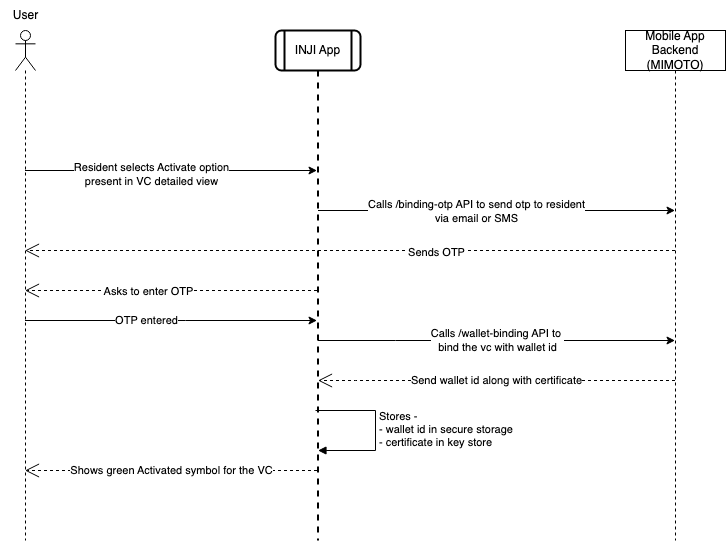 User
INJI App
Mobile App
Backend
(MIMOTO)
Resident selects Activate option
present in VC detailed view
Calls /binding-otp API to send otp to resident
via email or SMS
Sends OTP
Asks to enter OTP
OTP entered
Calls /wallet-binding API to
bind the vc with wallet id
Send wallet id along with certificate
Stores -
- wallet id in secure storage
- certificate in key store
Shows green Activated symbol for the VC